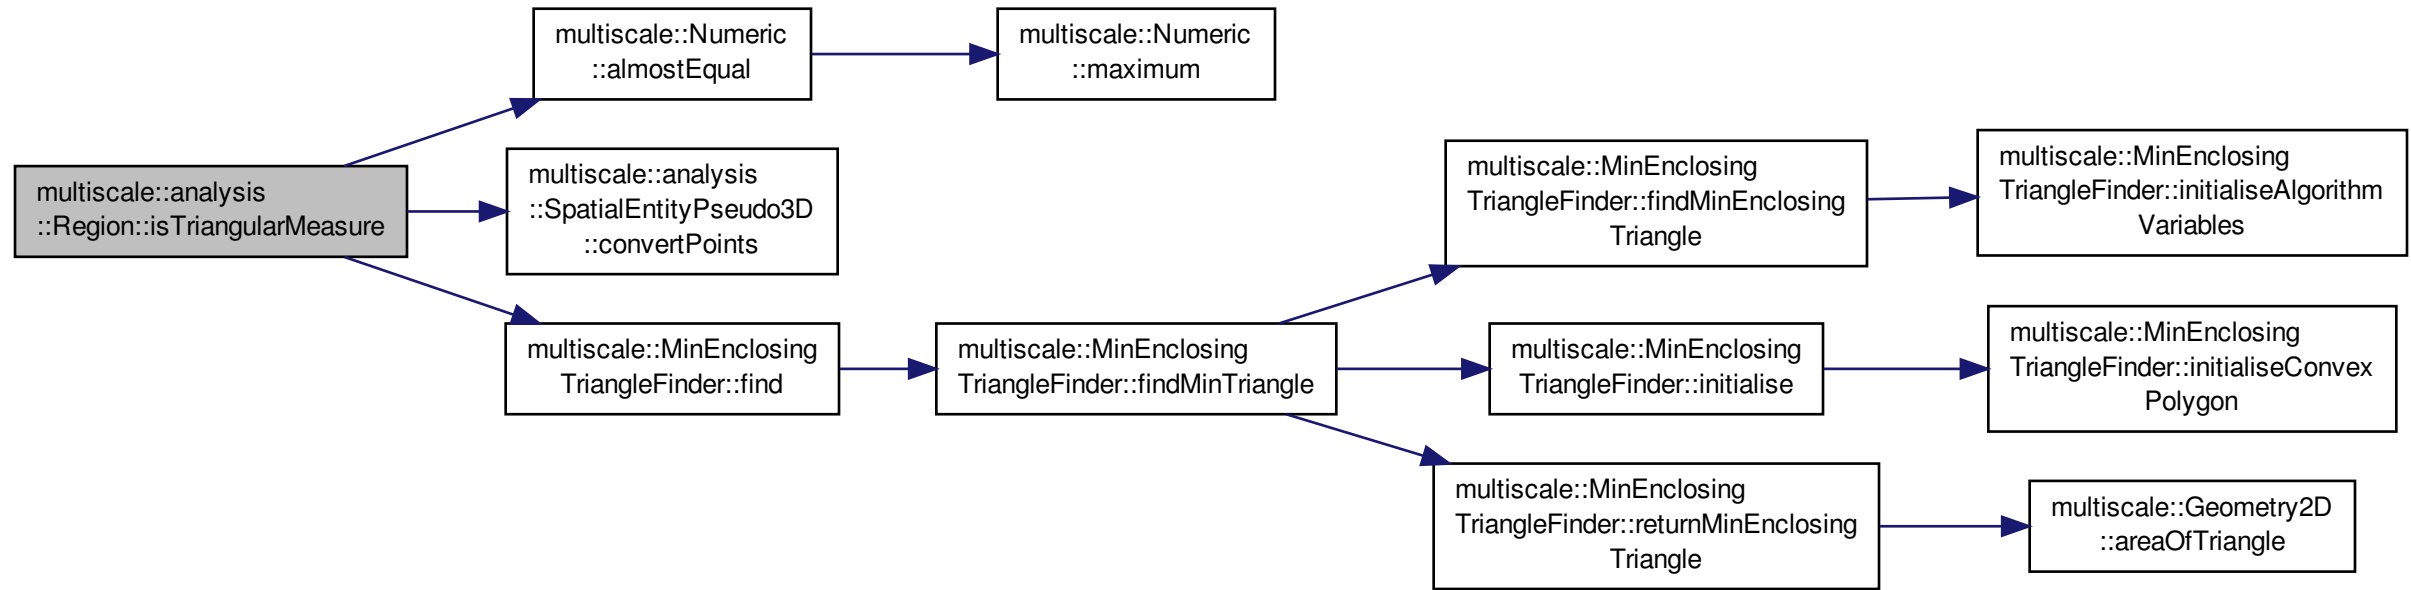 multiscale::analysis
::Region::isTriangularMeasure
multiscale::Numeric
::almostEqual
multiscale::Numeric
::maximum
multiscale::analysis
::SpatialEntityPseudo3D
::convertPoints
multiscale::MinEnclosing
TriangleFinder::find
multiscale::MinEnclosing
TriangleFinder::findMinTriangle
multiscale::MinEnclosing
TriangleFinder::findMinEnclosing
Triangle
multiscale::MinEnclosing
TriangleFinder::initialiseAlgorithm
Variables
multiscale::MinEnclosing
TriangleFinder::initialise
multiscale::MinEnclosing
TriangleFinder::initialiseConvex
Polygon
multiscale::MinEnclosing
TriangleFinder::returnMinEnclosing
Triangle
multiscale::Geometry2D
::areaOfTriangle